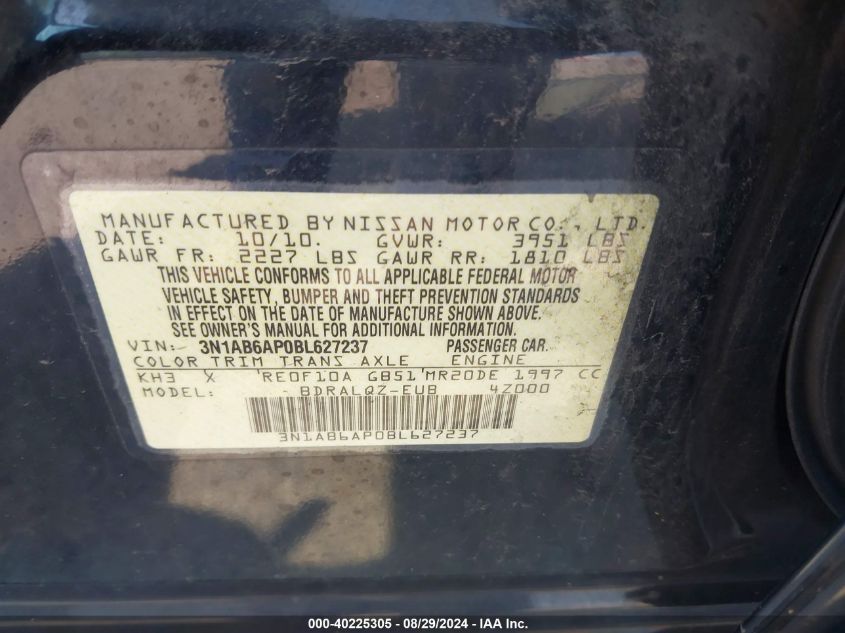 MANUFACTURED BY NISSAN MOTOR CO., LTD.
DATE: 10/10. GVWR: 3951 LBS
GAWR FR: 2227 LBS GAWR RR: 1810 LBS
THIS VEHICLE CONFORMS TO ALL APPLICABLE FEDERAL MOTOR
VEHICLE SAFETY, BUMPER AND THEFT PREVENTION STANDARDS
IN EFFECT ON THE DATE OF MANUFACTURE SHOWN ABOVE.
SEE OWNER'S MANUAL FOR ADDITIONAL INFORMATION.
VIN: 3N1AB6AP0BL627237 PASSENGER CAR.
COLOR TRIM TRANS AXLE ENGINE
KH3 X RE0F10A GB51 MR20DE 1997 CC
MODEL: BDRALQZ-EUB 4Z000
3N1AB6AP0BL627237
000-40225305 - 08/29/2024 - IAA Inc.